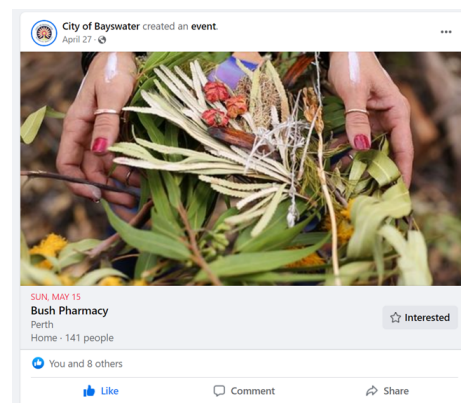 City of Bayswater created an event.
April 27 ·
SUN, MAY 15
Bush Pharmacy
Perth
Home · 141 people
Interested
You and 8 others
Like Comment Share